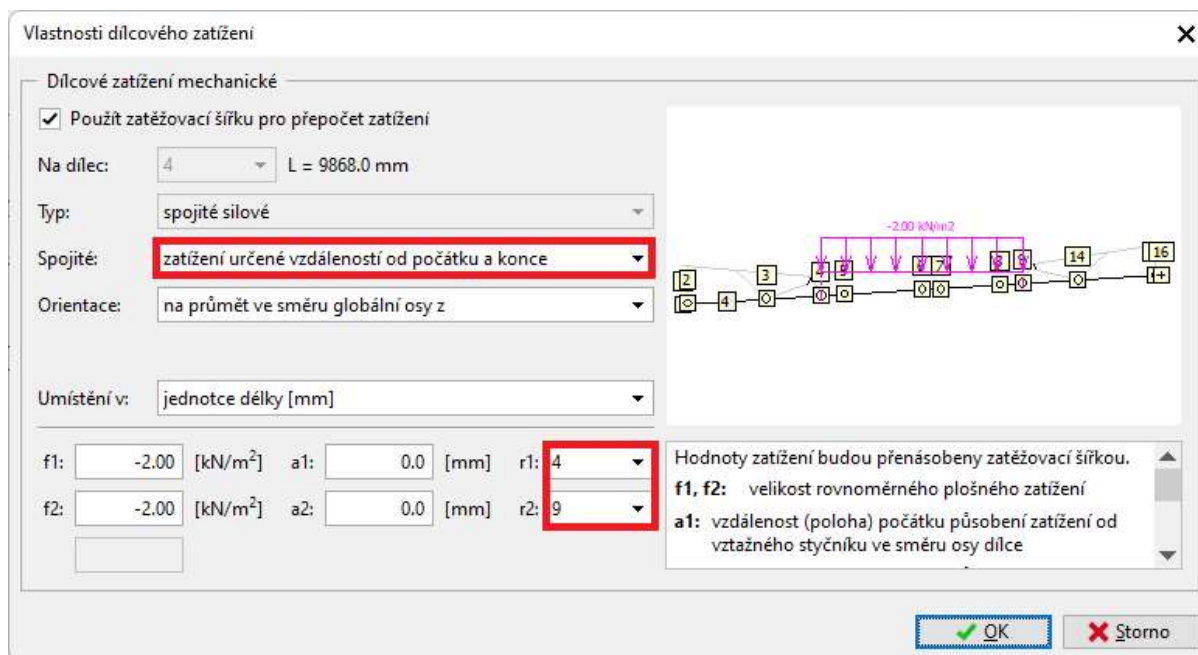 Vlastnosti dílcového zatížení
Dílcové zatížení mechanické
Použít zatěžovací šířku pro přepočet zatížení
Na dílec: 4 L = 9868.0 mm
Typ: spojité silové
Spojité: zatížení určené vzdáleností od počátku a konce
Orientace: na průmět ve směru globální osy z
Umístění v: jednotce délky [mm]
f1: -2.00 [kN/m²] a1: 0.0 [mm] r1: 4
f2: -2.00 [kN/m²] a2: 0.0 [mm] r2: 9
-2.00 kN/m2
2 4 3 7 14 16
Hodnoty zatížení budou přenásobeny zatěžovací šířkou.
f1, f2: velikost rovnoměrného plošného zatížení
a1: vzdálenost (poloha) počátku působení zatížení od
vztažného styčníku ve směru osy dílce
OK Storno